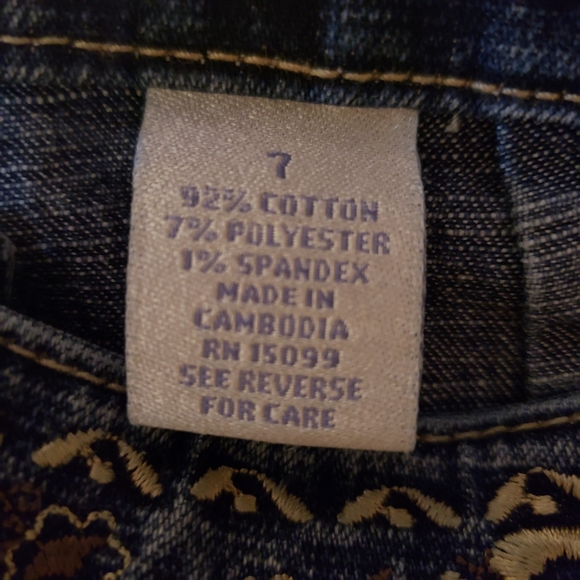 7
92% COTTON
7% POLYESTER
1% SPANDEX
MADE IN
CAMBODIA
RN 15099
SEE REVERSE
FOR CARE